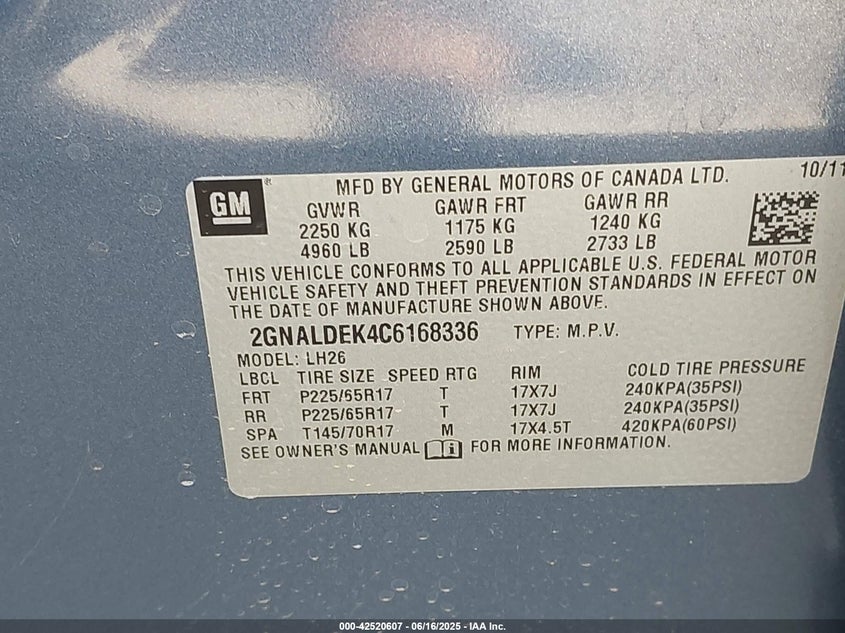 GM
MFD BY GENERAL MOTORS OF CANADA LTD. 10/11
GVWR GAWR FRT GAWR RR
2250 KG 1175 KG 1240 KG
4960 LB 2590 LB 2733 LB
THIS VEHICLE CONFORMS TO ALL APPLICABLE U.S. FEDERAL MOTOR
VEHICLE SAFETY AND THEFT PREVENTION STANDARDS IN EFFECT ON
THE DATE OF MANUFACTURE SHOWN ABOVE.
2GNALDEK4C6168336 TYPE: M.P.V.
MODEL: LH26
LBCL TIRE SIZE SPEED RTG RIM COLD TIRE PRESSURE
FRT P225/65R17 T 17X7J 240KPA(35PSI)
RR P225/65R17 T 17X7J 240KPA(35PSI)
SPA T145/70R17 M 17X4.5T 420KPA(60PSI)
SEE OWNER'S MANUAL FOR MORE INFORMATION.
000-42520607 - 06/16/2025 - IAA Inc.